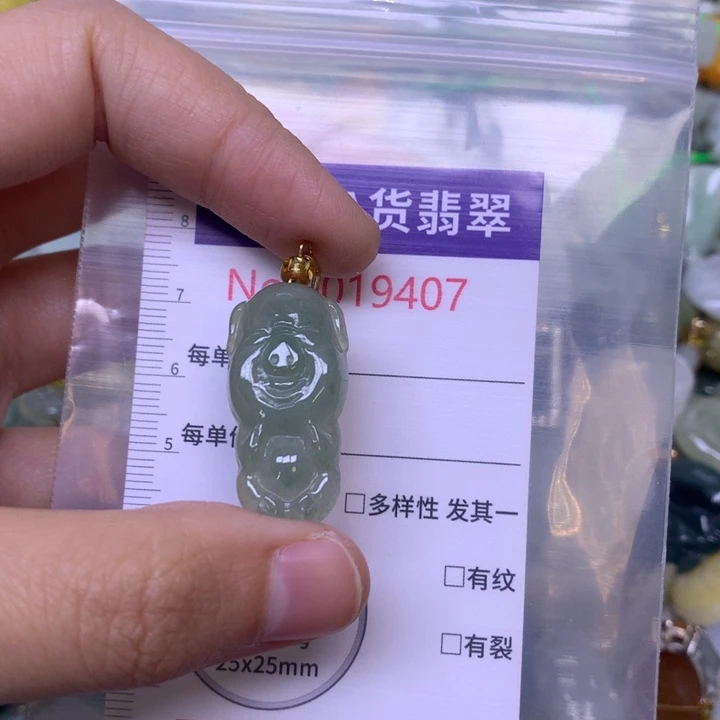 货翡翠
No 019407
8
7
每单
6
每单
5
□多样性 发其一
□有纹
□有裂
25x25mm